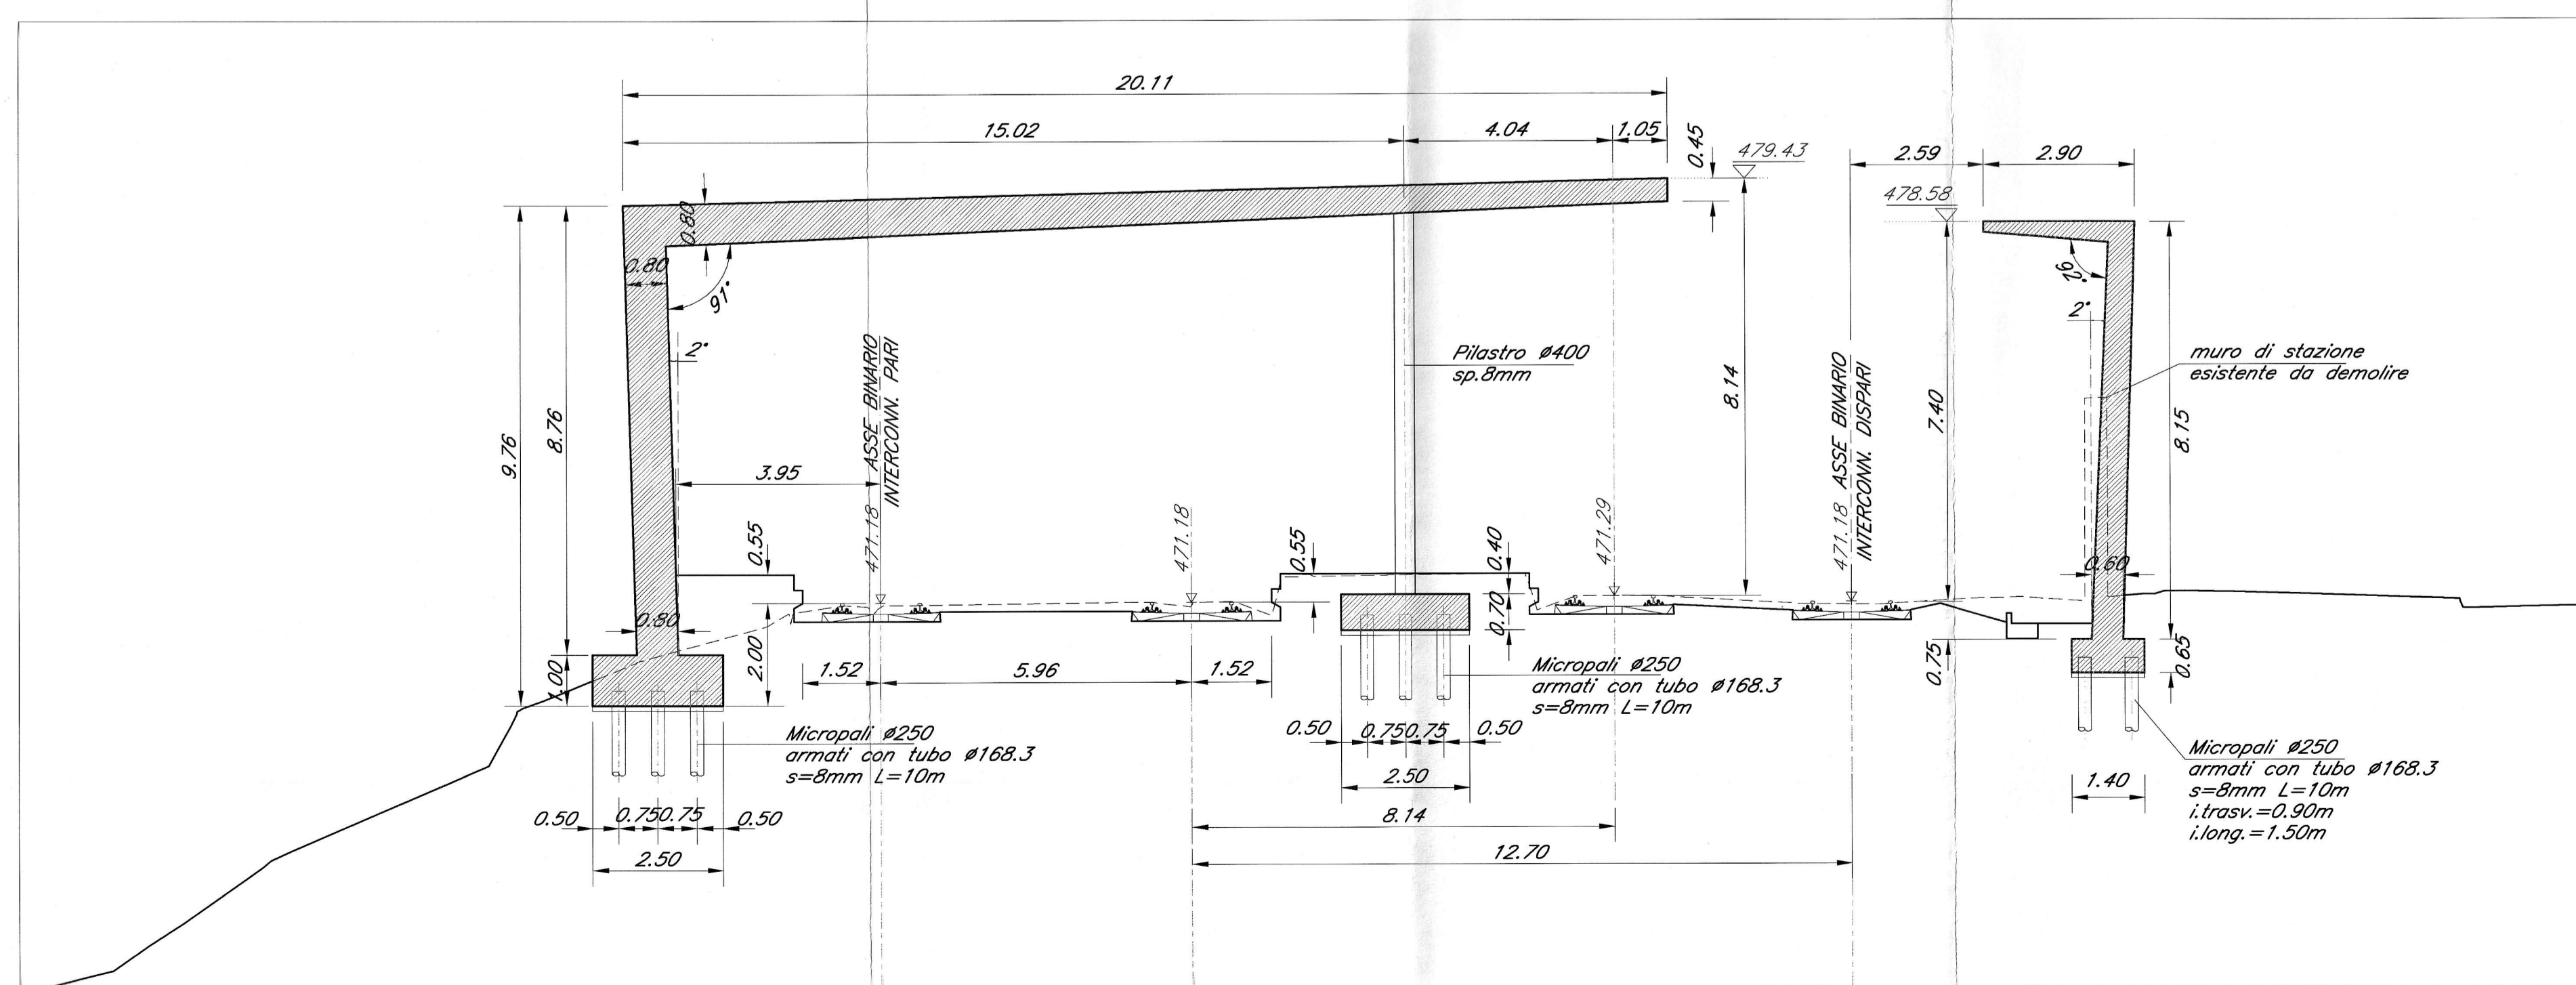 20.11
15.02
4.04
1.05
0.45
479.43
2.59
2.90
478.58
0.80
0.80
91°
2°
92°
2°
9.76
8.76
Pilastro ø400
sp.8mm
8.14
7.40
8.15
muro di stazione
esistente da demolire
3.95
471.18 ASSE BINARIO
INTERCONN. PARI
471.18
471.29
471.18 ASSE BINARIO
INTERCONN. DISPARI
0.55
0.55
0.40
0.70
0.60
0.80
1.00
2.00
1.52
5.96
1.52
0.75
0.65
Micropali ø250
armati con tubo ø168.3
s=8mm L=10m
Micropali ø250
armati con tubo ø168.3
s=8mm L=10m
0.50
0.75
0.75
0.50
2.50
Micropali ø250
armati con tubo ø168.3
s=8mm L=10m
i.trasv.=0.90m
i.long.=1.50m
1.40
0.50
0.75
0.75
0.50
2.50
8.14
12.70